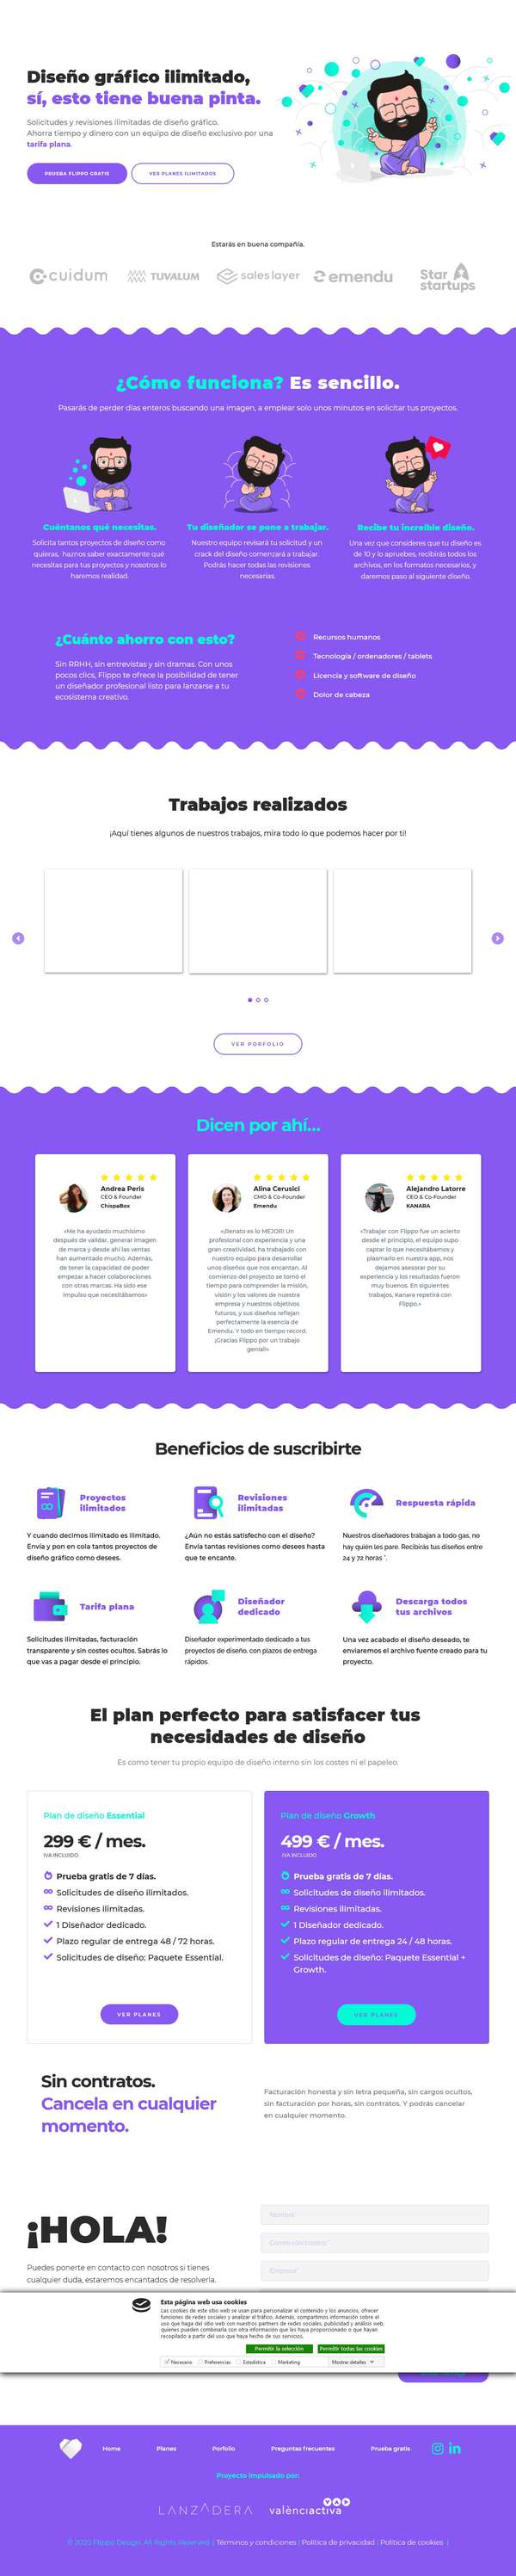 Diseño gráfico ilimitado,
sí, esto tiene buena pinta.
Solicitudes y revisiones ilimitadas de diseño gráfico.
Ahorra tiempo y dinero con un equipo de diseño exclusivo por una
tarifa plana.
PRUEBA FLIPPO GRATIS
VER PLANES ILIMITADOS
Estarás en buena compañía.
cuidum
TUVALUM
sales layer
emendu
Star
startups
¿Cómo funciona? Es sencillo.
Pasarás de perder días enteros buscando una imagen, a emplear solo unos minutos en solicitar tus proyectos.
Cuéntanos qué necesitas.
Solicita tantos proyectos de diseño como
quieras, haznos saber exactamente qué
necesitas para tus proyectos y nosotros lo
haremos realidad.
Tu diseñador se pone a trabajar.
Nuestro equipo revisará tu solicitud y un
crack del diseño comenzará a trabajar.
Podrás hacer todas las revisiones
necesarias.
Recibe tu increíble diseño.
Una vez que consideres que tu diseño es
de 10 y lo apruebes, recibirás todos los
archivos, en los formatos necesarios, y
daremos paso al siguiente diseño.
¿Cuánto ahorro con esto?
Sin RRHH, sin entrevistas y sin dramas. Con unos
pocos clics, Flippo te ofrece la posibilidad de tener
un diseñador profesional listo para lanzarse a tu
ecosistema creativo.
Recursos humanos
Tecnología / ordenadores / tablets
Licencia y software de diseño
Dolor de cabeza
Trabajos realizados
¡Aquí tienes algunos de nuestros trabajos, mira todo lo que podemos hacer por ti!
VER PORFOLIO
Dicen por ahí...
Andrea Peris
CEO & Founder
ChispaBox
«Me ha ayudado muchísimo
después de validar, generar imagen
de marca y desde ahí las ventas
han aumentado mucho. Además,
de tener la capacidad de poder
empezar a hacer colaboraciones
con otras marcas. Ha sido ese
impulso que necesitábamos»
Alina Cerusici
CMO & Co-Founder
Emendu
«¡Renato es lo MEJOR! Un
profesional con experiencia y una
gran creatividad, ha trabajado con
nuestro equipo para desarrollar
unos diseños que nos encantan. Al
comienzo del proyecto se tomó el
tiempo para comprender la misión,
visión y los valores de nuestra
empresa y nuestros objetivos
futuros, y sus diseños reflejan
perfectamente la esencia de
Emendu. Y todo en tiempo record.
¡Gracias Flippo por un trabajo
genial!»
Alejandro Latorre
CEO & Co-Founder
KANARA
«Trabajar con Flippo fue un acierto
desde el principio, el equipo supo
captar lo que necesitábamos y
plasmarlo en nuestra app, nos
dejamos asesorar por su
experiencia y los resultados fueron
muy buenos. En siguientes
trabajos, Kanara repetirá con
Flippo.»
Beneficios de suscribirte
Proyectos
ilimitados
Y cuando decimos ilimitado es ilimitado.
Envía y pon en cola tantos proyectos de
diseño gráfico como desees.
Revisiones
ilimitadas
¿Aún no estás satisfecho con el diseño?
Envía tantas revisiones como desees hasta
que te encante.
Respuesta rápida
Nuestros diseñadores trabajan a todo gas, no
hay quién les pare. Recibirás tus diseños entre
24 y 72 horas *.
Tarifa plana
Solicitudes ilimitadas, facturación
transparente y sin costes ocultos. Sabrás lo
que vas a pagar desde el principio.
Diseñador
dedicado
Diseñador experimentado dedicado a tus
proyectos de diseño, con plazos de entrega
rápidos.
Descarga todos
tus archivos
Una vez acabado el diseño deseado, te
enviaremos el archivo fuente creado para tu
proyecto.
El plan perfecto para satisfacer tus
necesidades de diseño
Es como tener tu propio equipo de diseño interno sin los costes ni el papeleo.
Plan de diseño Essential
299 € / mes.
IVA INCLUIDO
Prueba gratis de 7 días.
Solicitudes de diseño ilimitados.
Revisiones ilimitadas.
1 Diseñador dedicado.
Plazo regular de entrega 48 / 72 horas.
Solicitudes de diseño: Paquete Essential.
VER PLANES
Plan de diseño Growth
499 € / mes.
IVA INCLUIDO
Prueba gratis de 7 días.
Solicitudes de diseño ilimitados.
Revisiones ilimitadas.
1 Diseñador dedicado.
Plazo regular de entrega 24 / 48 horas.
Solicitudes de diseño: Paquete Essential +
Growth.
VER PLANES
Sin contratos.
Cancela en cualquier
momento.
Facturación honesta y sin letra pequeña, sin cargos ocultos,
sin facturación por horas, sin contratos. Y podrás cancelar
en cualquier momento.
¡HOLA!
Puedes ponerte en contacto con nosotros si tienes
cualquier duda, estaremos encantados de resolverla.
Nombre*
Correo electrónico*
Empresa*
Esta página web usa cookies
Las cookies de este sitio web se usan para personalizar el contenido y los anuncios, ofrecer
funciones de redes sociales y analizar el tráfico. Además, compartimos información sobre el
uso que haga del sitio web con nuestros partners de redes sociales, publicidad y análisis web,
quienes pueden combinarla con otra información que les haya proporcionado o que hayan
recopilado a partir del uso que haya hecho de sus servicios.
Permitir la selección
Permitir todas las cookies
Necesario
Preferencias
Estadística
Marketing
Mostrar detalles
Home
Planes
Porfolio
Preguntas frecuentes
Prueba gratis
Proyecto impulsado por:
LANZADERA
valènciactiva
VAP
© 2020 Flippo Design. All Rights Reserved. | Términos y condiciones | Política de privacidad | Política de cookies |